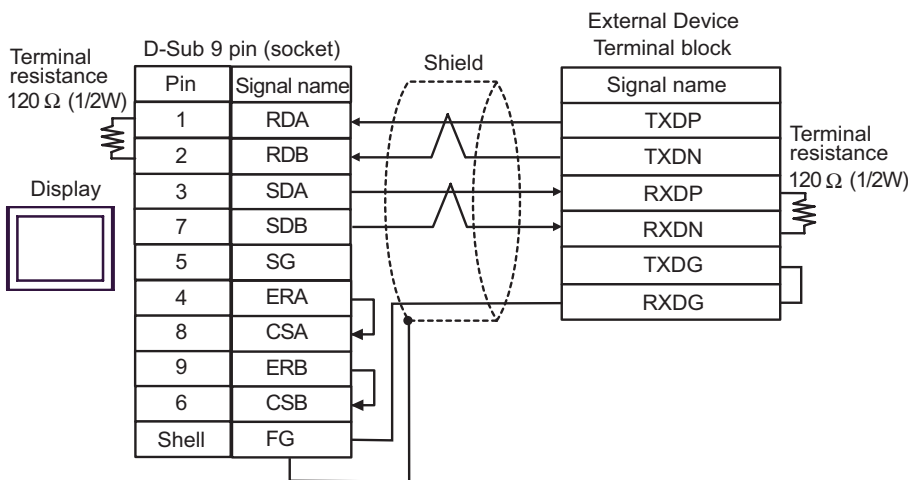 External Device
Terminal block
D-Sub 9 pin (socket)
Shield
Terminal
resistance
120 Ω (1/2W)
Pin Signal name
1 RDA
2 RDB
3 SDA
7 SDB
5 SG
4 ERA
8 CSA
9 ERB
6 CSB
Shell FG
Display
Signal name
TXDP
TXDN
RXDP
RXDN
TXDG
RXDG
Terminal
resistance
120 Ω (1/2W)